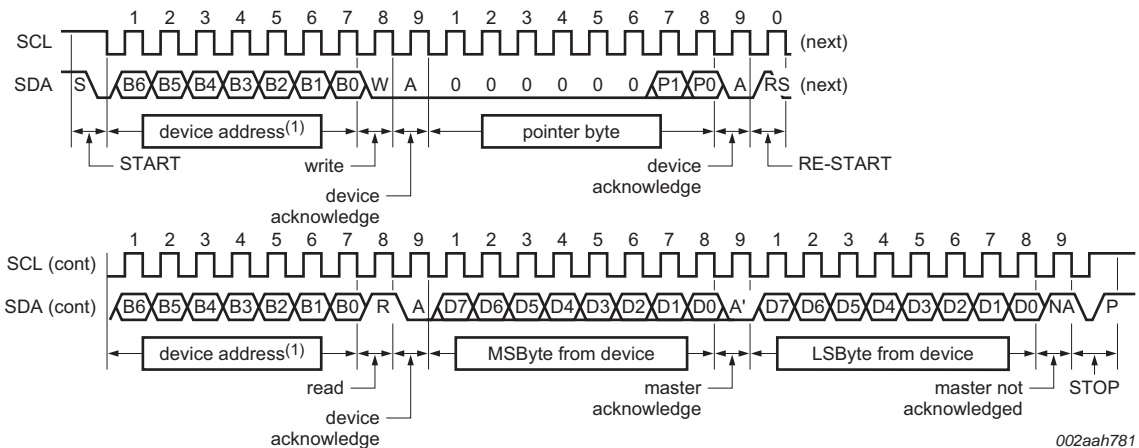 1 2 3 4 5 6 7 8 9 1 2 3 4 5 6 7 8 9 0
SCL (next)
SDA S B6 B5 B4 B3 B2 B1 B0 W A 0 0 0 0 0 0 P1 P0 A RS (next)
device address(1) pointer byte
START write device RE-START
acknowledge
device
acknowledge
1 2 3 4 5 6 7 8 9 1 2 3 4 5 6 7 8 9 1 2 3 4 5 6 7 8 9
SCL (cont)
SDA (cont) B6 B5 B4 B3 B2 B1 B0 R A D7 D6 D5 D4 D3 D2 D1 D0 A' D7 D6 D5 D4 D3 D2 D1 D0 NA P
device address(1) MSByte from device LSByte from device
read master master not STOP
acknowledge acknowledged
device
acknowledge
002aah781